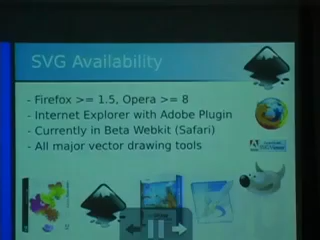 SVG Availability
- Firefox >= 1.5, Opera >= 8
- Internet Explorer with Adobe Plugin
- Currently in Beta Webkit (Safari)
- All major vector drawing tools